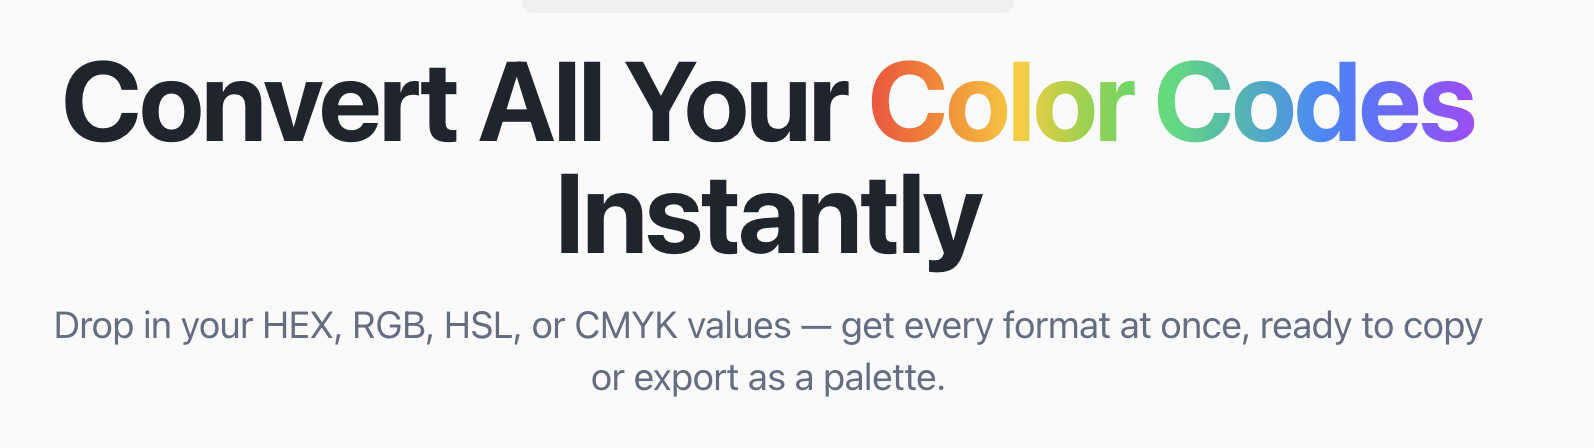 Convert All Your Color Codes
Instantly
Drop in your HEX, RGB, HSL, or CMYK values — get every format at once, ready to copy
or export as a palette.